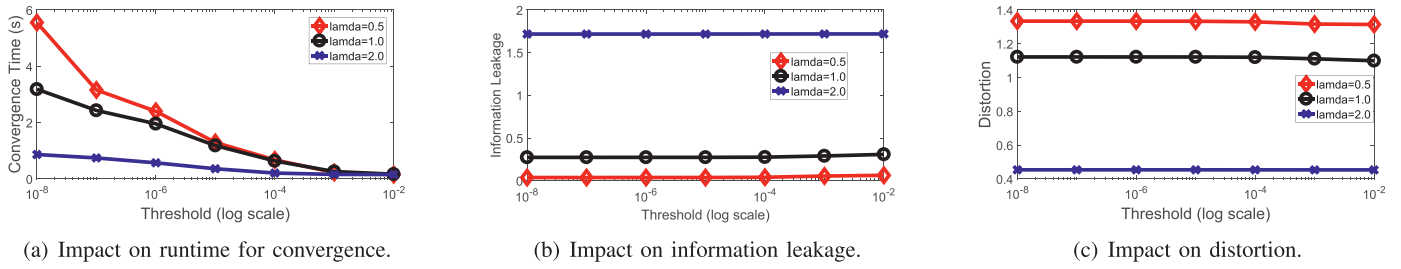 Convergence Time (s)
6
4
2
0
10-8
10-6
10-4
10-2
Threshold (log scale)
lamda=0.5
lamda=1.0
lamda=2.0
(a) Impact on runtime for convergence.
Information Leakage
2
1.5
1
0.5
0
10-8
10-6
10-4
10-2
Threshold (log scale)
lamda=0.5
lamda=1.0
lamda=2.0
(b) Impact on information leakage.
Distortion
1.4
1.2
1
0.8
0.6
0.4
10-8
10-6
10-4
10-2
Threshold (log scale)
lamda=0.5
lamda=1.0
lamda=2.0
(c) Impact on distortion.